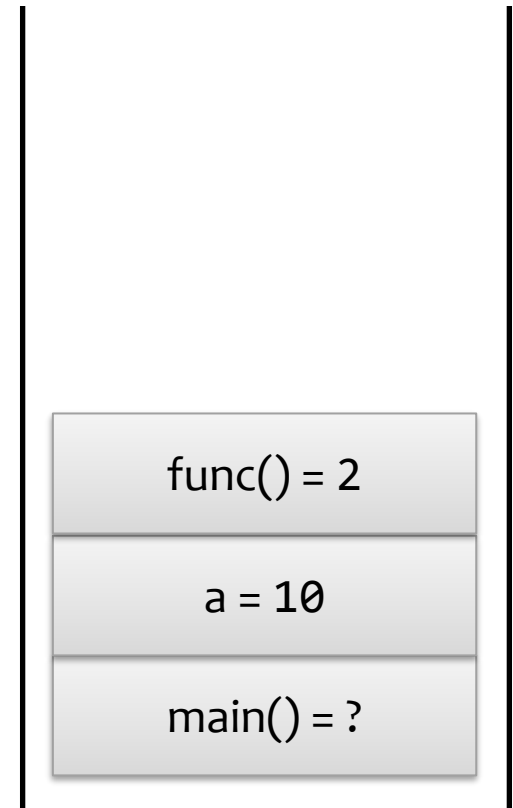 func() = 2
a = 10
main() = ?